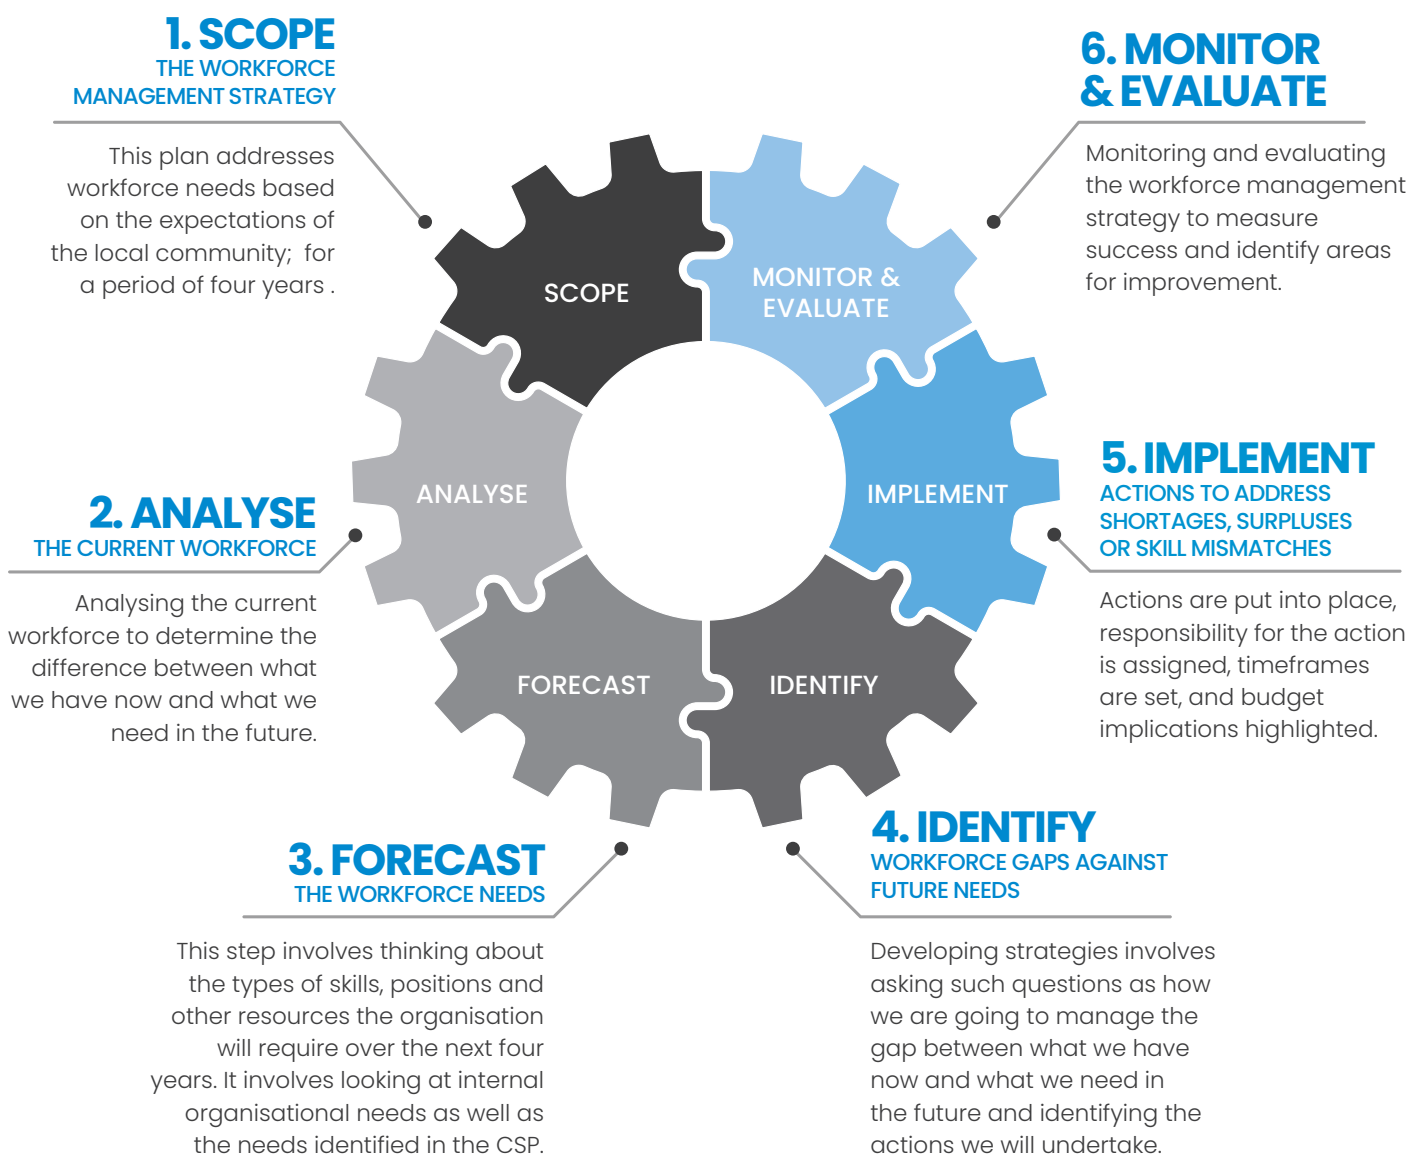 1. SCOPE
THE WORKFORCE
MANAGEMENT STRATEGY
This plan addresses
workforce needs based
on the expectations of
the local community;  for
a period of four years .
2. ANALYSE
THE CURRENT WORKFORCE
Analysing the current
workforce to determine the
difference between what
we have now and what we
need in the future.
3. FORECAST
THE WORKFORCE NEEDS
This step involves thinking about
the types of skills, positions and
other resources the organisation
will require over the next four
years. It involves looking at internal
organisational needs as well as
the needs identified in the CSP.
4. IDENTIFY
WORKFORCE GAPS AGAINST
FUTURE NEEDS
Developing strategies involves
asking such questions as how
we are going to manage the
gap between what we have
now and what we need in
the future and identifying the
actions we will undertake.
5. IMPLEMENT
ACTIONS TO ADDRESS
SHORTAGES, SURPLUSES
OR SKILL MISMATCHES
Actions are put into place,
responsibility for the action
is assigned, timeframes
are set, and budget
implications highlighted.
6. MONITOR
& EVALUATE
Monitoring and evaluating
the workforce management
strategy to measure
success and identify areas
for improvement.
SCOPE
MONITOR &
EVALUATE
ANALYSE
IMPLEMENT
FORECAST
IDENTIFY